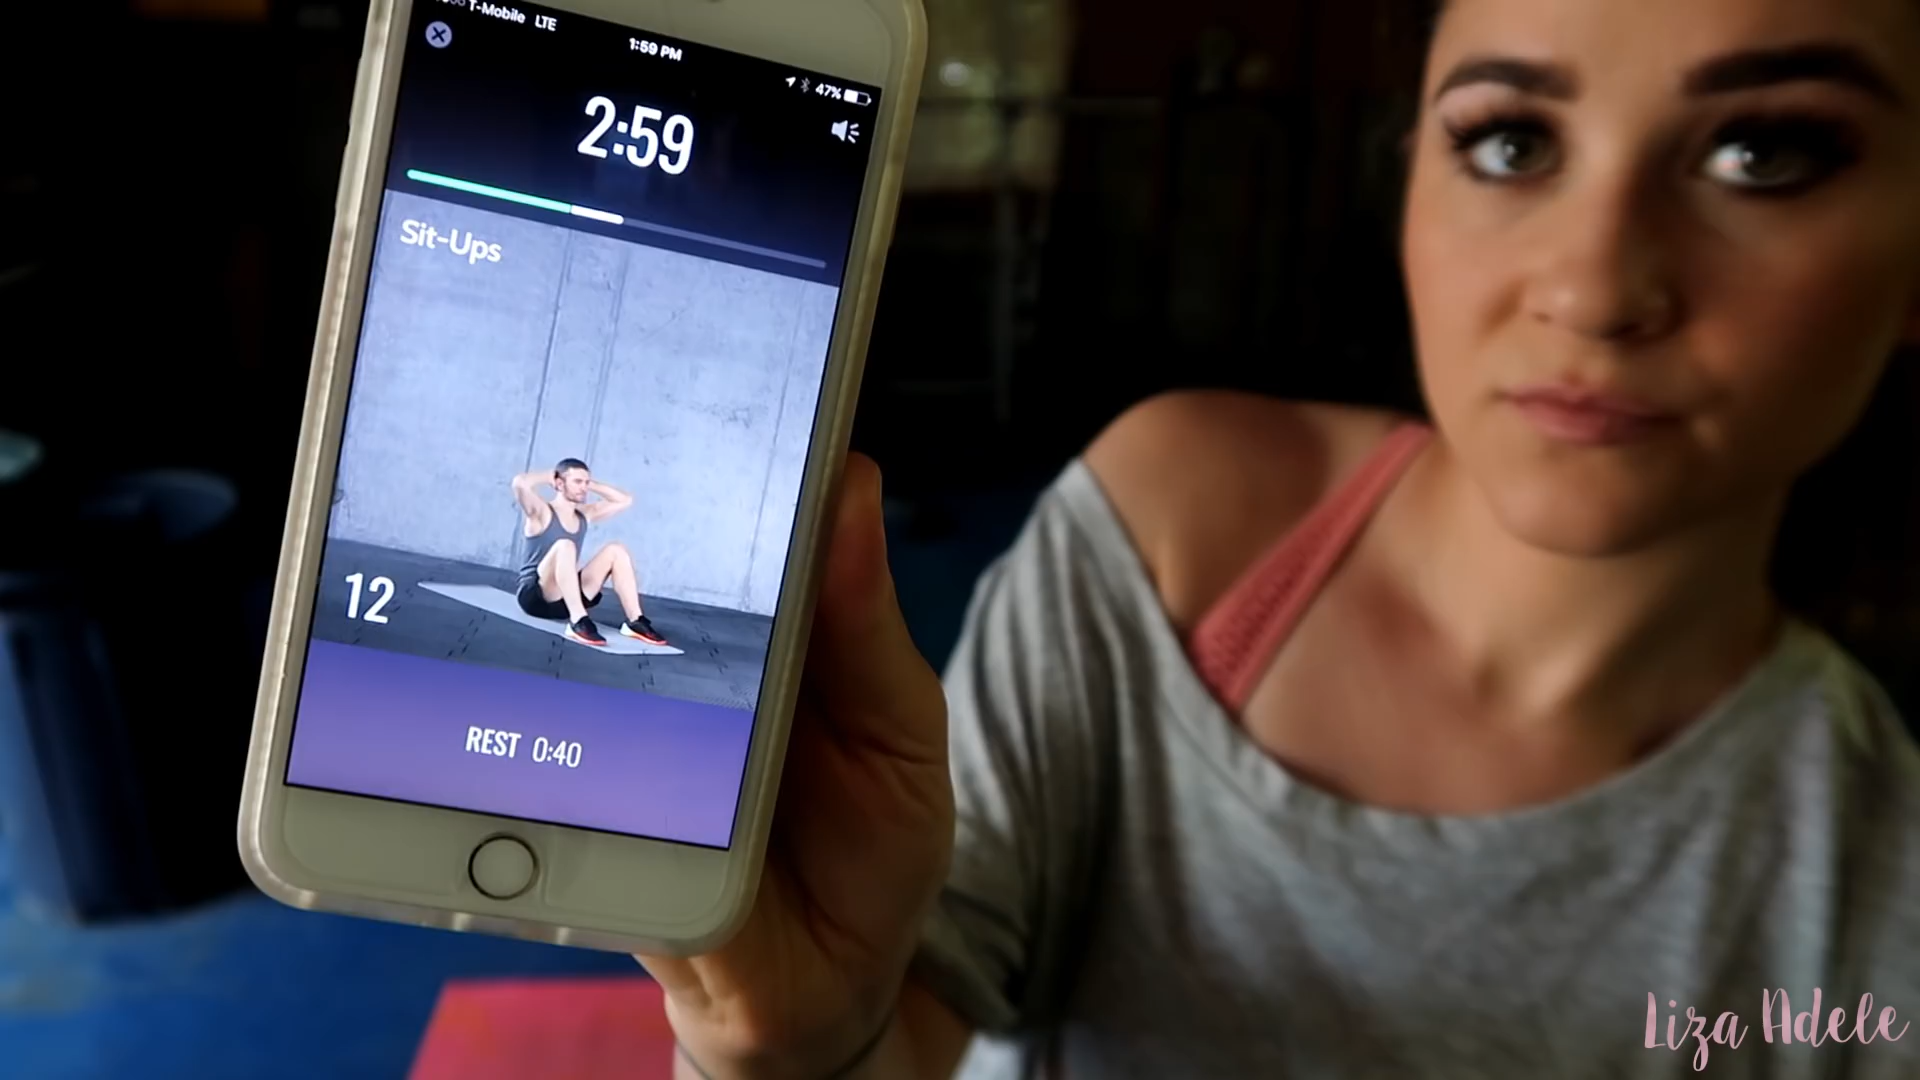 T-Mobile LTE
1:59 PM
47%
2:59
Sit-Ups
12
REST 0:40
Liza Adele